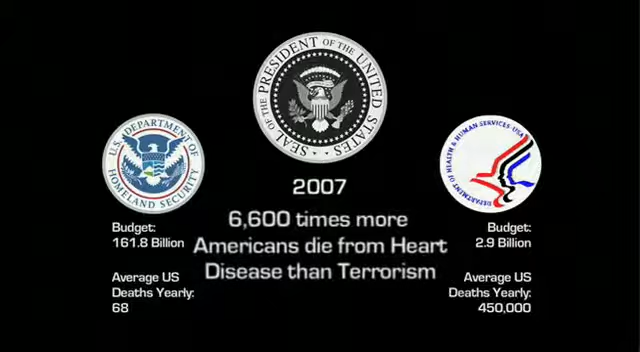 SEAL OF THE PRESIDENT OF THE UNITED STATES
U.S. DEPARTMENT OF HOMELAND SECURITY
DEPARTMENT OF HEALTH & HUMAN SERVICES·USA
2007
6,600 times more
Americans die from Heart
Disease than Terrorism
Budget:
161.8 Billion
Average US
Deaths Yearly:
68
Budget:
2.9 Billion
Average US
Deaths Yearly:
450,000